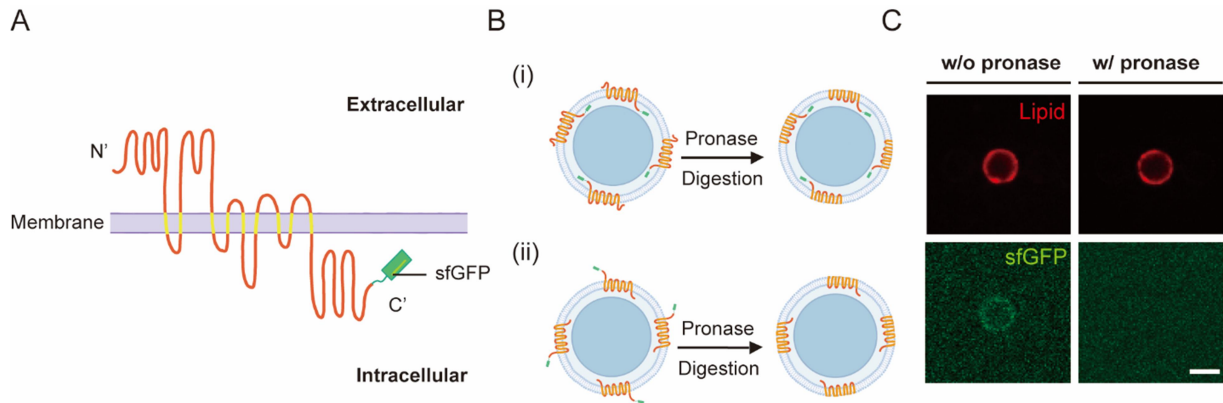 A
Extracellular
N'
Membrane
sfGFP
C'
Intracellular
B
(i)
Pronase
Digestion
(ii)
Pronase
Digestion
C
w/o pronase
w/ pronase
Lipid
sfGFP